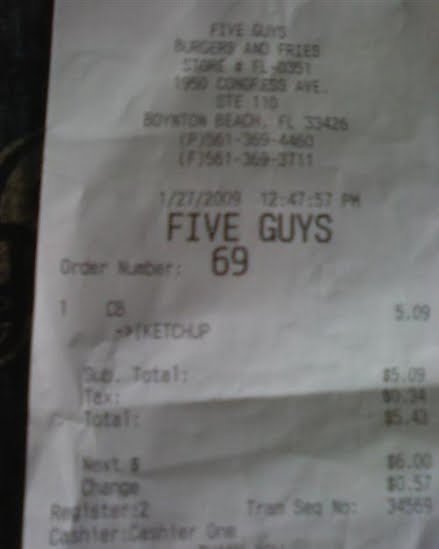 FIVE GUYS
BURGERS AND FRIES
STORE # FL-0351
1950 CONGRESS AVE.
STE 110
BOYNTON BEACH, FL 33426
(P)561-369-4460
(F)561-369-3711
1/27/2009 12:47:57 PM
FIVE GUYS
Order Number: 69
1 CB 5.09
->KETCHUP
Sub. Total: $5.09
Tax: $0.34
Total: $5.43
Next $ $6.00
Change $0.57
Register:2 Tran Seq No: 34569
Cashier:Cashier One